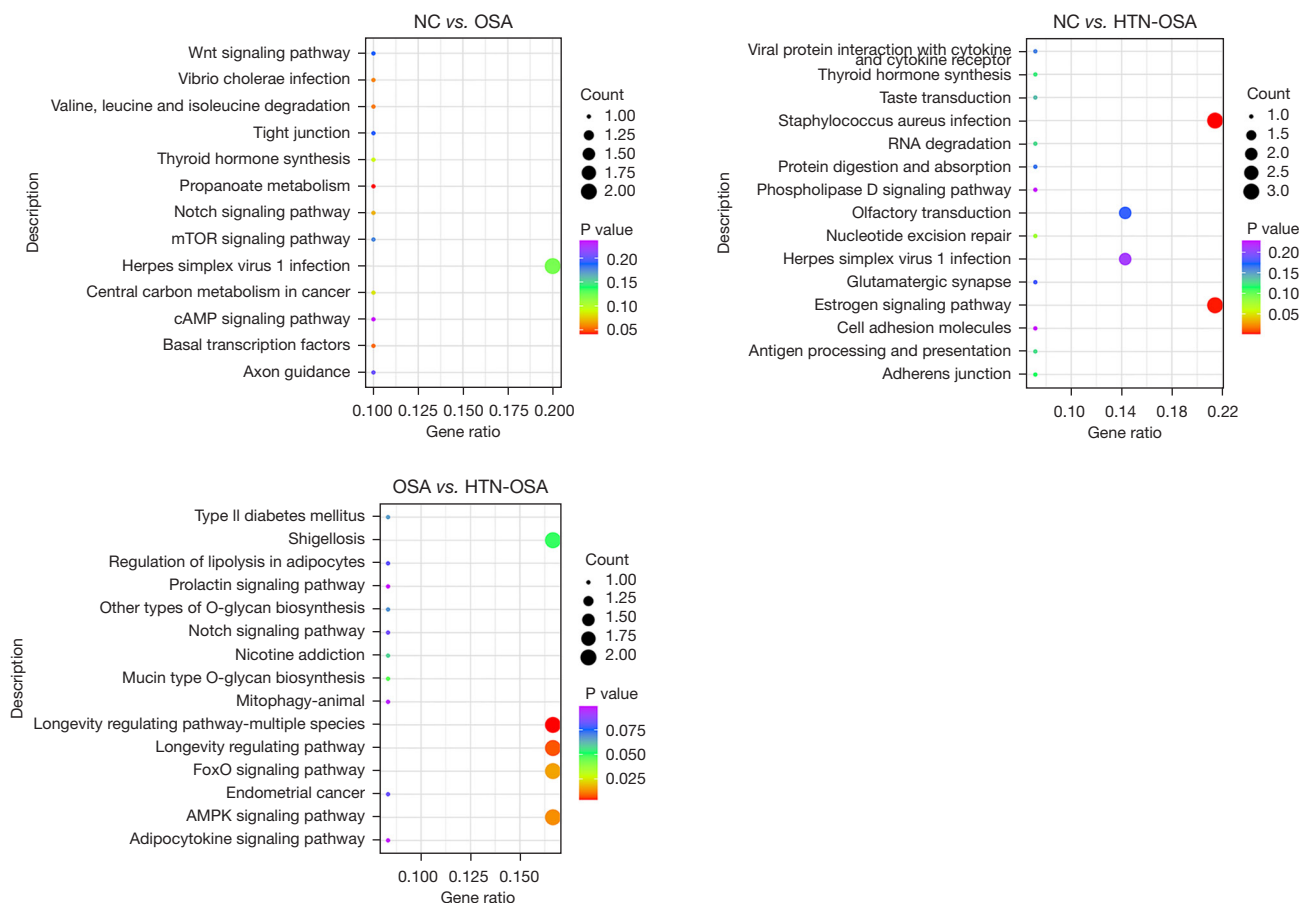 NC vs. OSA
Wnt signaling pathway
Vibrio cholerae infection
Valine, leucine and isoleucine degradation
Tight junction
Thyroid hormone synthesis
Propanoate metabolism
Notch signaling pathway
mTOR signaling pathway
Herpes simplex virus 1 infection
Central carbon metabolism in cancer
cAMP signaling pathway
Basal transcription factors
Axon guidance
Description
0.100 0.125 0.150 0.175 0.200
Gene ratio
Count
1.00
1.25
1.50
1.75
2.00
P value
0.20
0.15
0.10
0.05
NC vs. HTN-OSA
Viral protein interaction with cytokine
and cytokine receptor
Thyroid hormone synthesis
Taste transduction
Staphylococcus aureus infection
RNA degradation
Protein digestion and absorption
Phospholipase D signaling pathway
Olfactory transduction
Nucleotide excision repair
Herpes simplex virus 1 infection
Glutamatergic synapse
Estrogen signaling pathway
Cell adhesion molecules
Antigen processing and presentation
Adherens junction
Description
0.10 0.14 0.18 0.22
Gene ratio
Count
1.0
1.5
2.0
2.5
3.0
P value
0.20
0.15
0.10
0.05
OSA vs. HTN-OSA
Type II diabetes mellitus
Shigellosis
Regulation of lipolysis in adipocytes
Prolactin signaling pathway
Other types of O-glycan biosynthesis
Notch signaling pathway
Nicotine addiction
Mucin type O-glycan biosynthesis
Mitophagy-animal
Longevity regulating pathway-multiple species
Longevity regulating pathway
FoxO signaling pathway
Endometrial cancer
AMPK signaling pathway
Adipocytokine signaling pathway
Description
0.100 0.125 0.150
Gene ratio
Count
1.00
1.25
1.50
1.75
2.00
P value
0.075
0.050
0.025